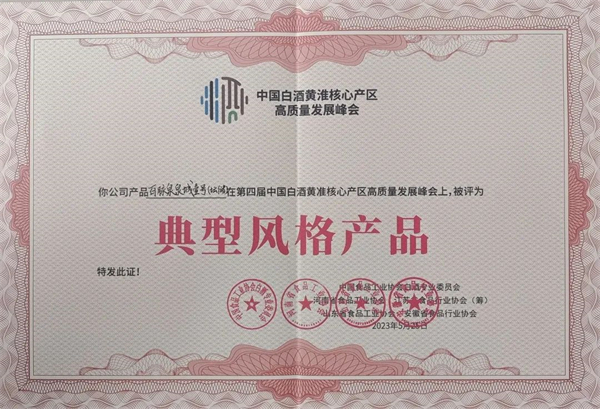 中国白酒黄淮核心产区
高质量发展峰会
你公司产品在第四届中国白酒黄淮核心产区高质量发展峰会上,被评为
典型风格产品
特发此证!
中国食品工业协会白酒专业委员会
河南省食品工业协会 江苏省食品行业协会(筹)
山东省食品工业协会 安徽省食品行业协会
2023年5月25日